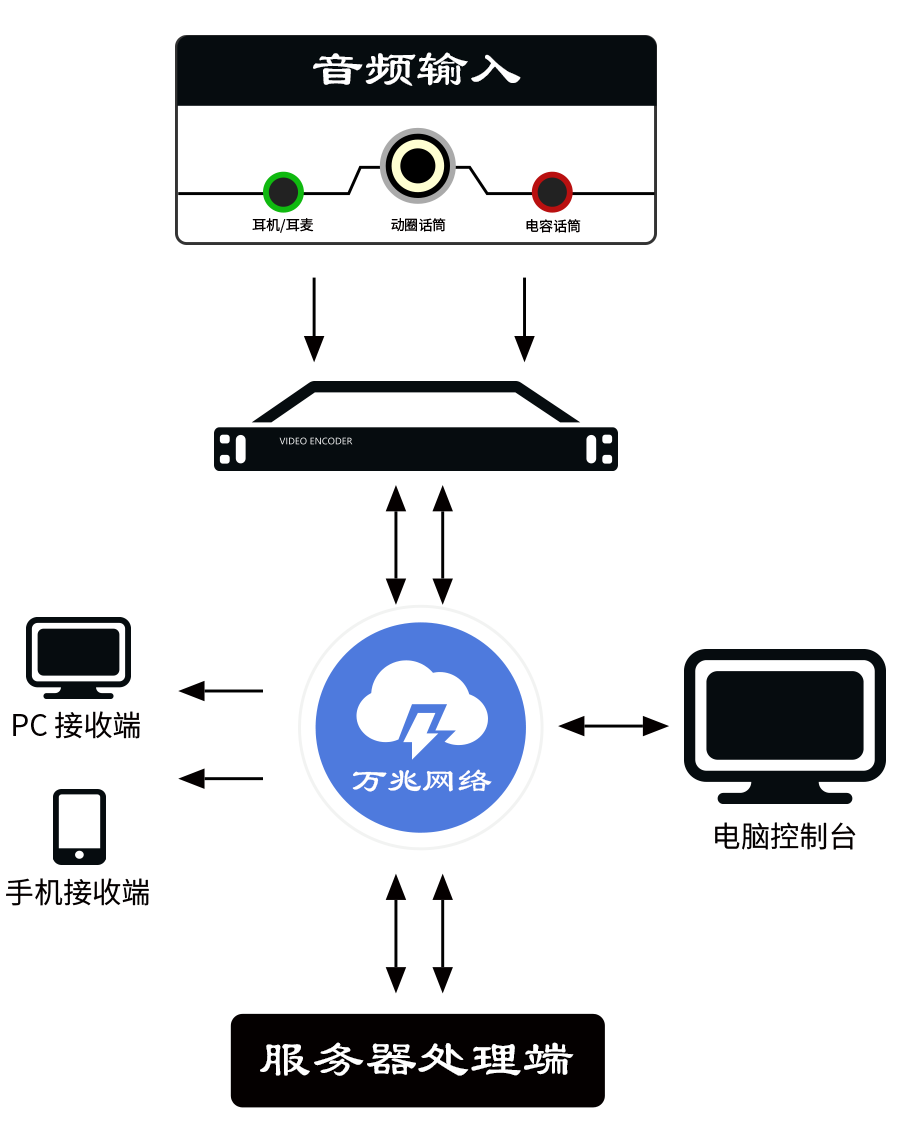 音频输入
耳机/耳麦
动圈话筒
电容话筒
VIDEO ENCODER
PC 接收端
万兆网络
电脑控制台
手机接收端
服务器处理端